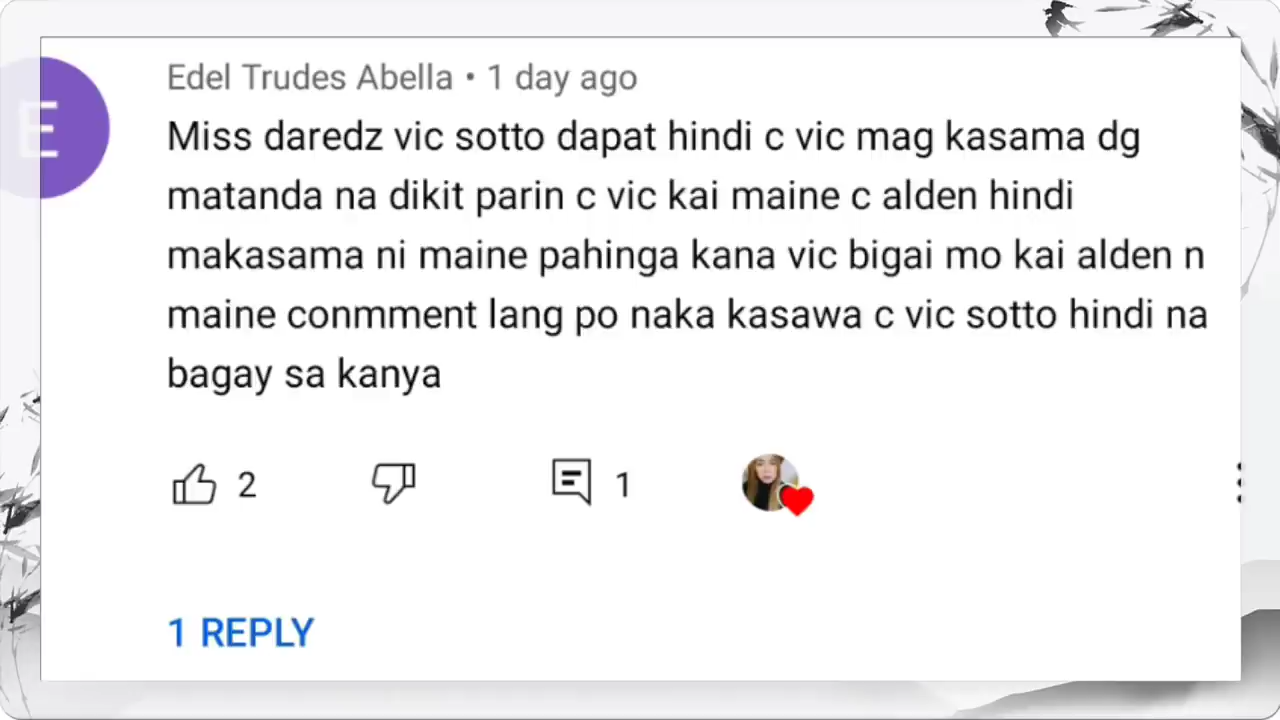 E
Edel Trudes Abella • 1 day ago
Miss daredz vic sotto dapat hindi c vic mag kasama dg
matanda na dikit parin c vic kai maine c alden hindi
makasama ni maine pahinga kana vic bigai mo kai alden n
maine conmment lang po naka kasawa c vic sotto hindi na
bagay sa kanya
2 1
1 REPLY